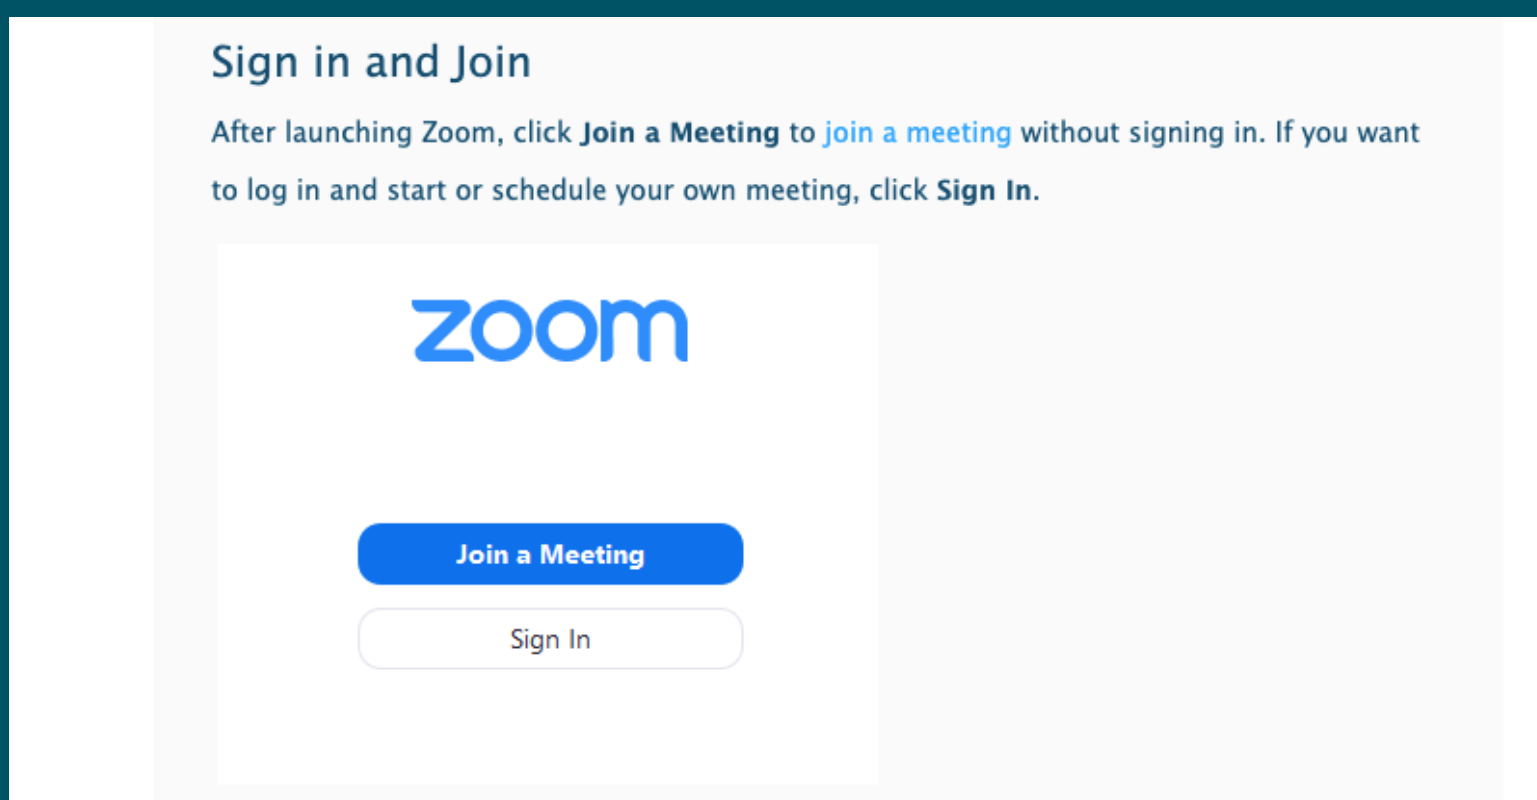 Sign in and Join
After launching Zoom, click Join a Meeting to join a meeting without signing in. If you want
to log in and start or schedule your own meeting, click Sign In.
zoom
Join a Meeting
Sign In